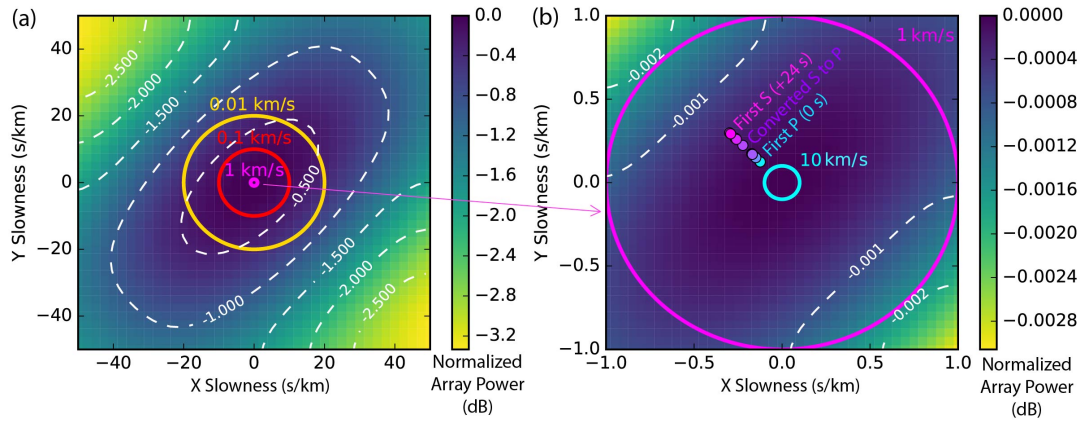 (a)
Y Slowness (s/km)
40
20
0
−20
−40
−40
−20
0
20
40
X Slowness (s/km)
-2.500
-2.000
-1.500
0.01 km/s
0.1 km/s
1 km/s
-0.500
-1.000
-1.500
-2.000
-2.500
0.0
−0.4
−0.8
−1.2
−1.6
−2.0
−2.4
−2.8
−3.2
Normalized
Array Power
(dB)
(b)
Y Slowness (s/km)
1.0
0.5
0.0
−0.5
−1.0
−1.0
−0.5
0.0
0.5
1.0
X Slowness (s/km)
-0.002
-0.001
1 km/s
First S (+24 s)
Converted S to P
First P (0 s)
10 km/s
-0.001
-0.002
0.0000
−0.0004
−0.0008
−0.0012
−0.0016
−0.0020
−0.0024
−0.0028
Normalized
Array Power
(dB)